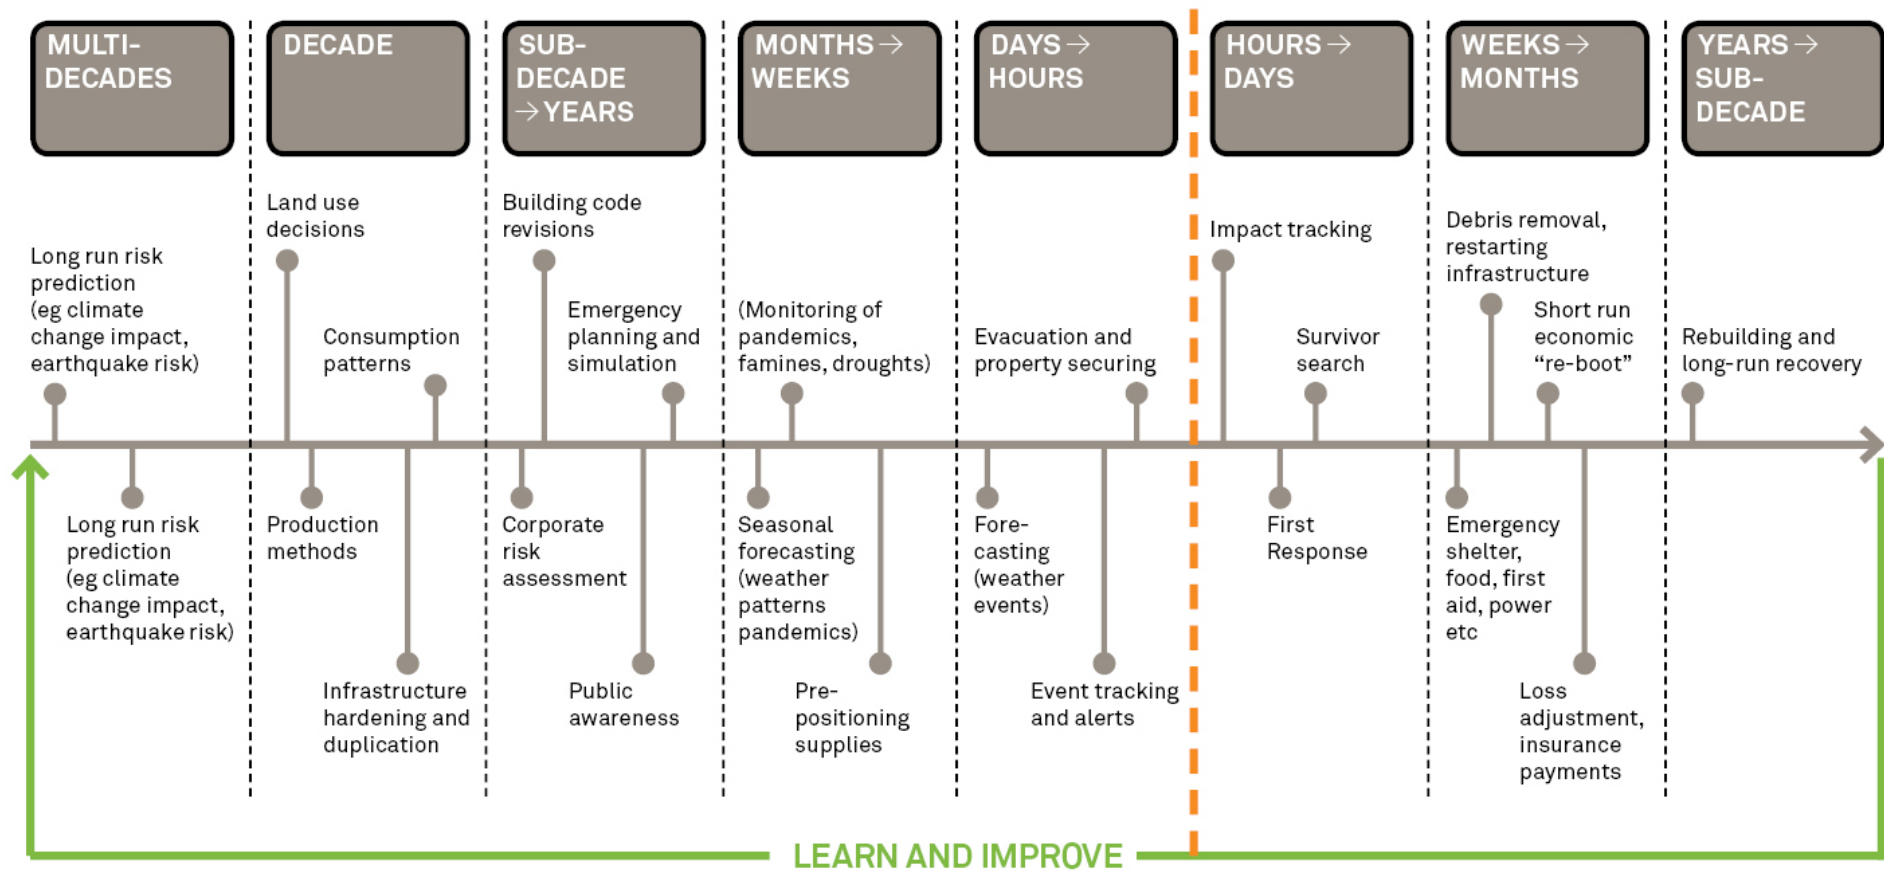 MULTI-
DECADES
DECADE
SUB-
DECADE
→ YEARS
MONTHS →
WEEKS
DAYS →
HOURS
HOURS →
DAYS
WEEKS →
MONTHS
YEARS →
SUB-
DECADE
Long run risk
prediction
(eg climate
change impact,
earthquake risk)
Land use
decisions
Consumption
patterns
Building code
revisions
Emergency
planning and
simulation
(Monitoring of
pandemics,
famines, droughts)
Evacuation and
property securing
Impact tracking
Survivor
search
Debris removal,
restarting
infrastructure
Short run
economic
“re-boot”
Rebuilding and
long-run recovery
Long run risk
prediction
(eg climate
change impact,
earthquake risk)
Production
methods
Infrastructure
hardening and
duplication
Corporate
risk
assessment
Public
awareness
Seasonal
forecasting
(weather
patterns
pandemics)
Pre-
positioning
supplies
Fore-
casting
(weather
events)
Event tracking
and alerts
First
Response
Emergency
shelter,
food, first
aid, power
etc
Loss
adjustment,
insurance
payments
LEARN AND IMPROVE